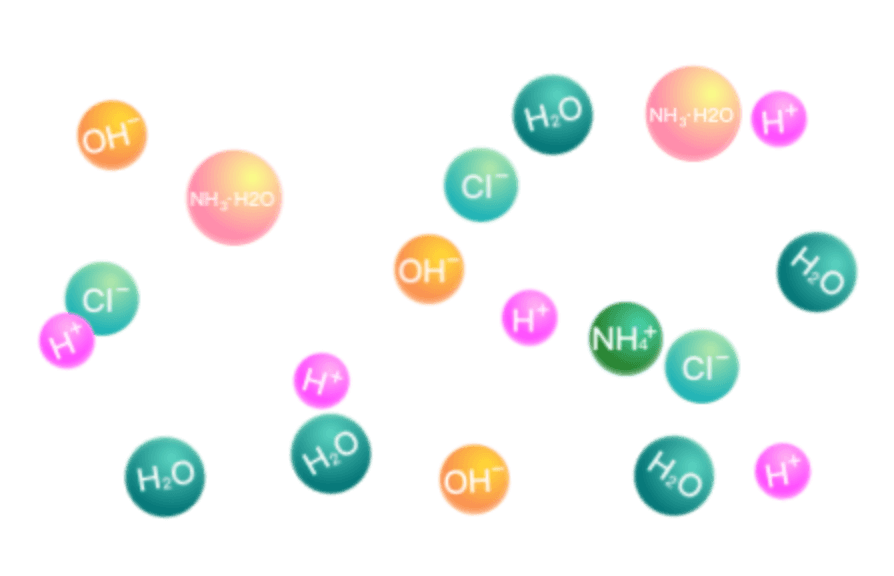 H₂O
NH₃·H2O
H⁺
OH⁻
Cl⁻
NH₃·H2O
OH⁻
H₂O
Cl⁻
H⁺
H⁺
NH₄⁺
Cl⁻
H⁺
H₂O
H₂O
OH⁻
H₂O
H⁺